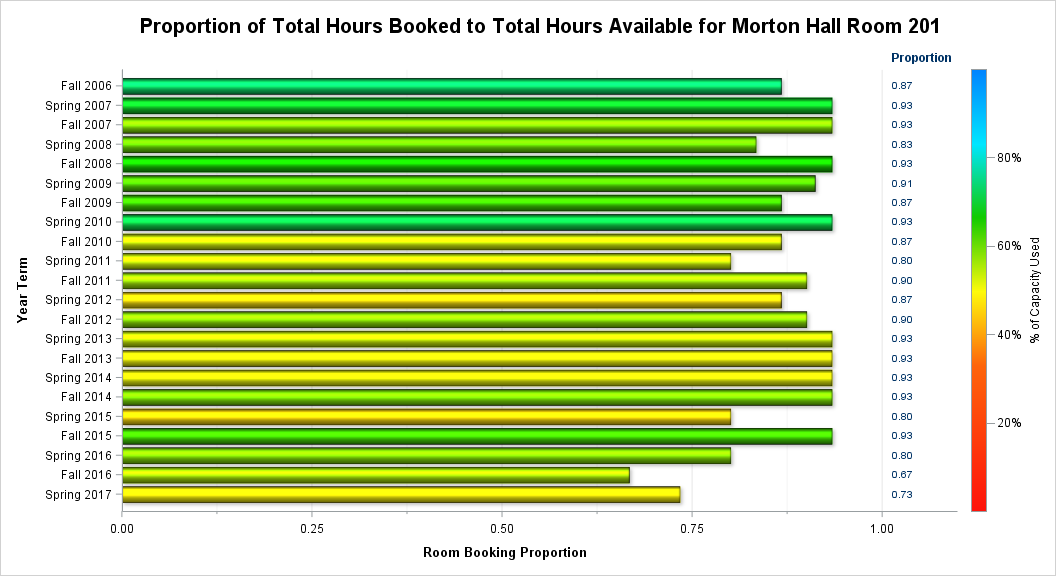 Proportion of Total Hours Booked to Total Hours Available for Morton Hall Room 201
Proportion
Fall 2006 0.87
Spring 2007 0.93
Fall 2007 0.93
Spring 2008 0.83
Fall 2008 0.93
Spring 2009 0.91
Fall 2009 0.87
Spring 2010 0.93
Fall 2010 0.87
Spring 2011 0.80
Fall 2011 0.90
Spring 2012 0.87
Fall 2012 0.90
Spring 2013 0.93
Fall 2013 0.93
Spring 2014 0.93
Fall 2014 0.93
Spring 2015 0.80
Fall 2015 0.93
Spring 2016 0.80
Fall 2016 0.67
Spring 2017 0.73
Year Term
0.00 0.25 0.50 0.75 1.00
Room Booking Proportion
80%
60%
40%
20%
% of Capacity Used